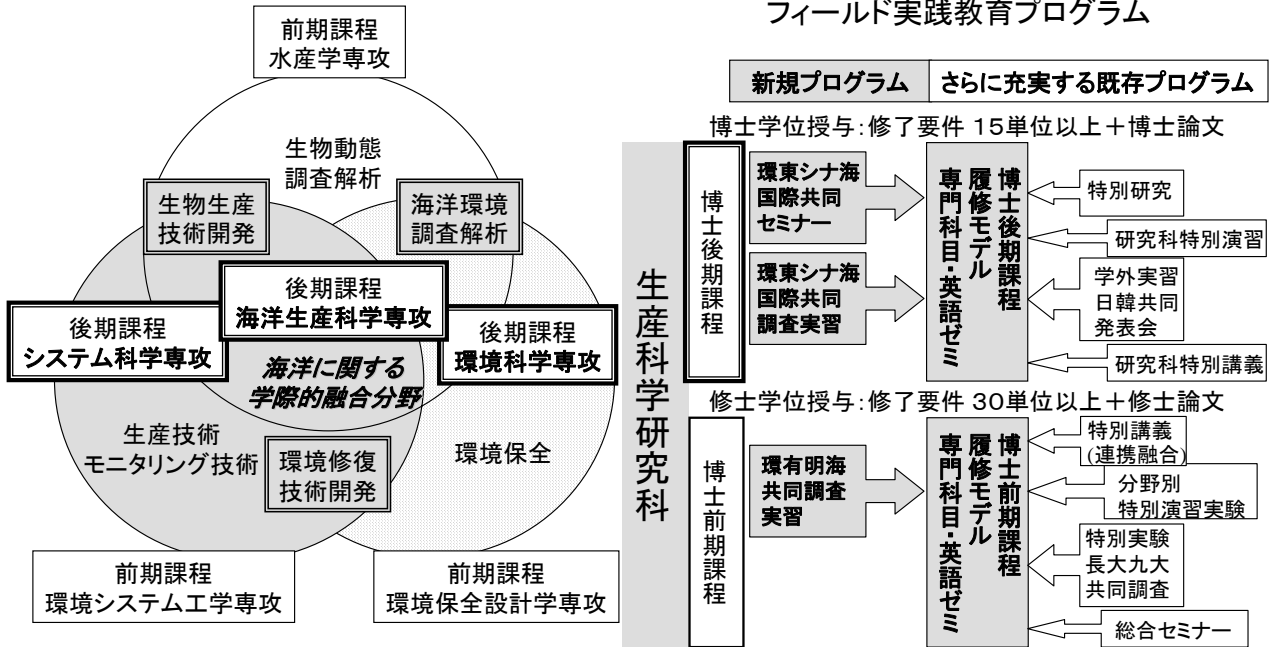 前期課程
水産学専攻
生物動態
調査解析
生物生産
技術開発
海洋環境
調査解析
後期課程
海洋生産科学専攻
後期課程
システム科学専攻
後期課程
環境科学専攻
海洋に関する
学際的融合分野
生産技術
モニタリング技術
環境修復
技術開発
環境保全
前期課程
環境システム工学専攻
前期課程
環境保全設計学専攻
フィールド実践教育プログラム
新規プログラム
さらに充実する既存プログラム
生産科学研究科
博士学位授与:修了要件 15単位以上+博士論文
博士後期課程
環東シナ海
国際共同
セミナー
環東シナ海
国際共同
調査実習
博士後期課程
履修モデル
専門科目・英語ゼミ
特別研究
研究科特別演習
学外実習
日韓共同
発表会
研究科特別講義
修士学位授与:修了要件 30単位以上+修士論文
博士前期課程
環有明海
共同調査
実習
博士前期課程
履修モデル
専門科目・英語ゼミ
特別講義
(連携融合)
分野別
特別演習実験
特別実験
長大九大
共同調査
総合セミナー